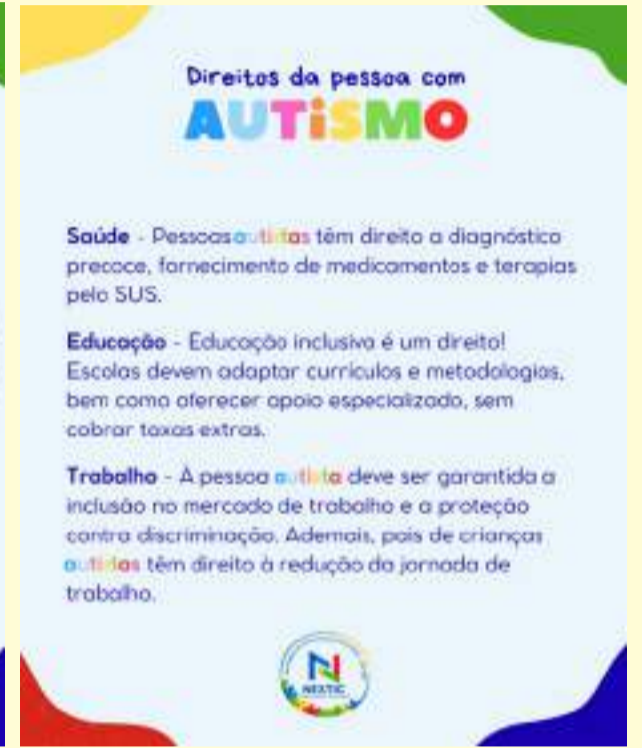 Direitos da pessoa com
AUTiSMO
Saúde - Pessoas autistas têm direito a diagnóstico
precoce, fornecimento de medicamentos e terapias
pelo SUS.
Educação - Educação inclusiva é um direito!
Escolas devem adaptar currículos e metodologias,
bem como oferecer apoio especializado, sem
cobrar taxas extras.
Trabalho - À pessoa autista deve ser garantida a
inclusão no mercado de trabalho e a proteção
contra discriminação. Ademais, pais de crianças
autistas têm direito à redução da jornada de
trabalho.
NEXTIC